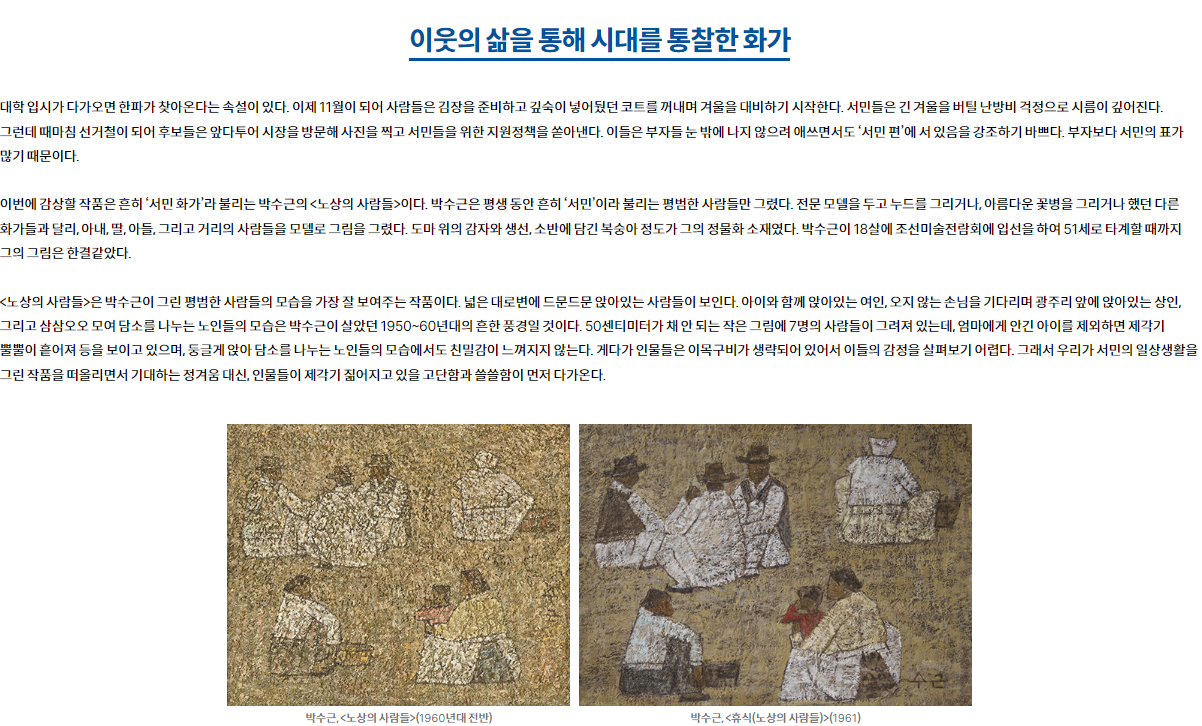 이웃의 삶을 통해 시대를 통찰한 화가
대학 입시가 다가오면 한파가 찾아온다는 속설이 있다. 이제 11월이 되어 사람들은 김장을 준비하고 깊숙이 넣어뒀던 코트를 꺼내며 겨울을 대비하기 시작한다. 서민들은 긴 겨울을 버틸 난방비 걱정으로 시름이 깊어진다.
그런데 때마침 선거철이 되어 후보들은 앞다투어 시장을 방문해 사진을 찍고 서민들을 위한 지원정책을 쏟아낸다. 이들은 부자들 눈 밖에 나지 않으려 애쓰면서도 ‘서민 편’에 서 있음을 강조하기 바쁘다. 부자보다 서민의 표가
많기 때문이다.
이번에 감상할 작품은 흔히 ‘서민 화가’라 불리는 박수근의 <노상의 사람들>이다. 박수근은 평생 동안 흔히 ‘서민’이라 불리는 평범한 사람들만 그렸다. 전문 모델을 두고 누드를 그리거나, 아름다운 꽃병을 그리거나 했던 다른
화가들과 달리, 아내, 딸, 아들, 그리고 거리의 사람들을 모델로 그림을 그렸다. 도마 위의 감자와 생선, 소반에 담긴 복숭아 정도가 그의 정물화 소재였다. 박수근이 18살에 조선미술전람회에 입선을 하여 51세로 타계할 때까지
그의 그림은 한결같았다.
<노상의 사람들>은 박수근이 그린 평범한 사람들의 모습을 가장 잘 보여주는 작품이다. 넓은 대로변에 드문드문 앉아있는 사람들이 보인다. 아이와 함께 앉아있는 여인, 오지 않는 손님을 기다리며 광주리 앞에 앉아있는 상인,
그리고 삼삼오오 모여 담소를 나누는 노인들의 모습은 박수근이 살았던 1950~60년대의 흔한 풍경일 것이다. 50센티미터가 채 안 되는 작은 그림에 7명의 사람들이 그려져 있는데, 엄마에게 안긴 아이를 제외하면 제각기
뿔뿔이 흩어져 등을 보이고 있으며, 둥글게 앉아 담소를 나누는 노인들의 모습에서도 친밀감이 느껴지지 않는다. 게다가 인물들은 이목구비가 생략되어 있어서 이들의 감정을 살펴보기 어렵다. 그래서 우리가 서민의 일상생활을
그린 작품을 떠올리면서 기대하는 정겨움 대신, 인물들이 제각기 짊어지고 있을 고단함과 쓸쓸함이 먼저 다가온다.
수근
박수근, <노상의 사람들>(1960년대 전반)
박수근, <휴식(노상의 사람들)>(1961)